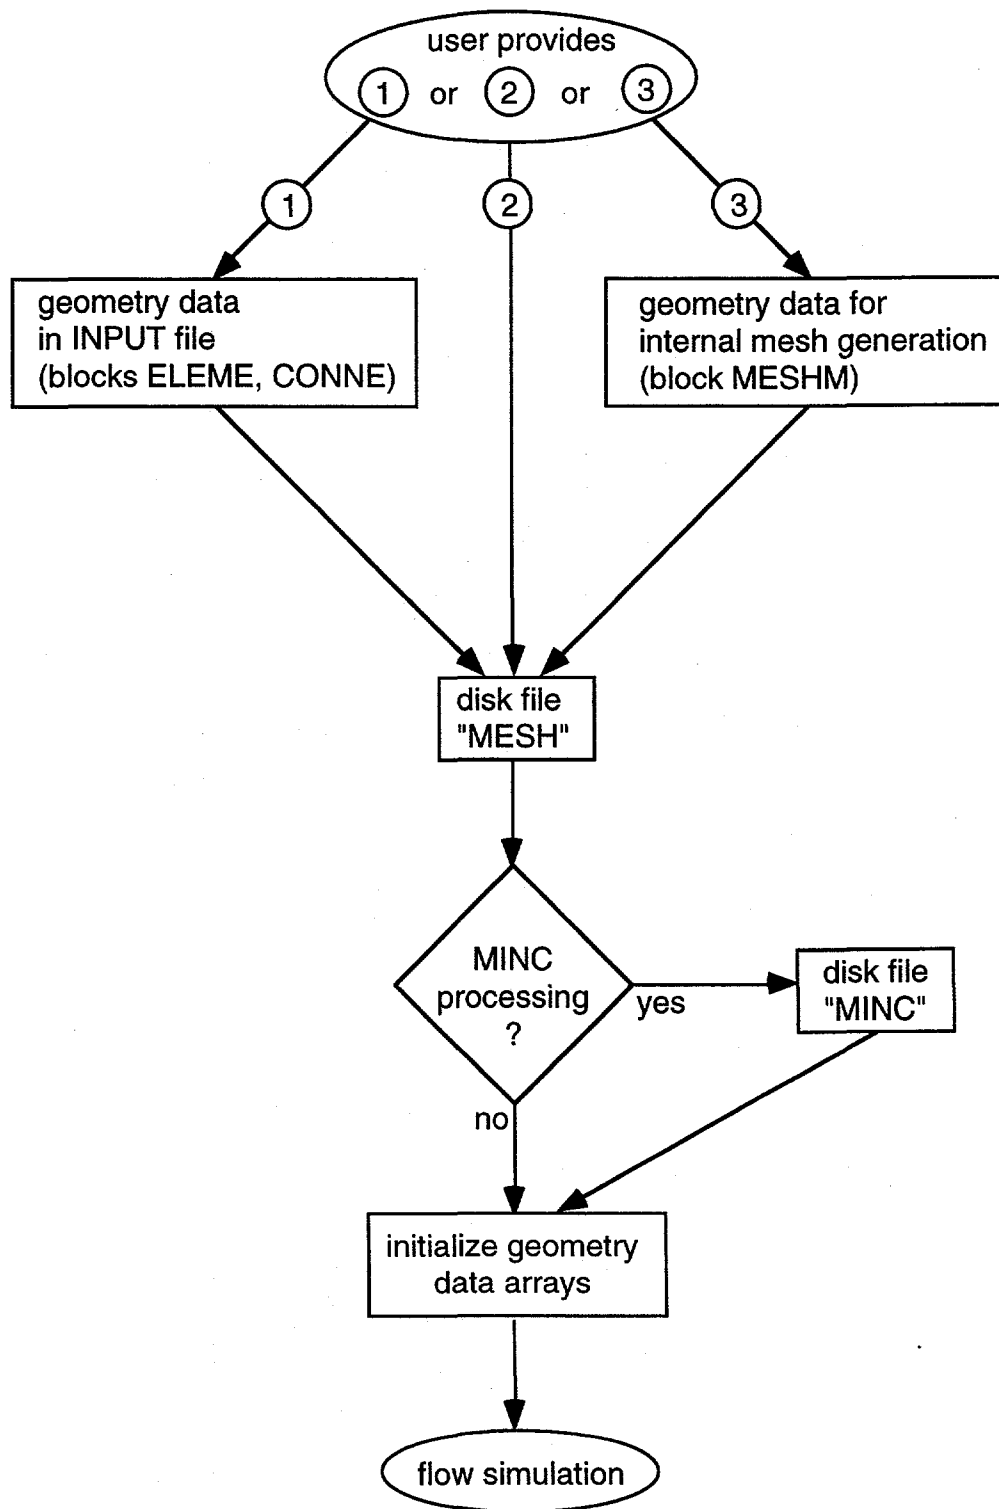 user provides
1 or 2 or 3
1
2
3
geometry data
in INPUT file
(blocks ELEME, CONNE)
geometry data for
internal mesh generation
(block MESHM)
disk file
"MESH"
MINC
processing
?
yes
disk file
"MINC"
no
initialize geometry
data arrays
flow simulation